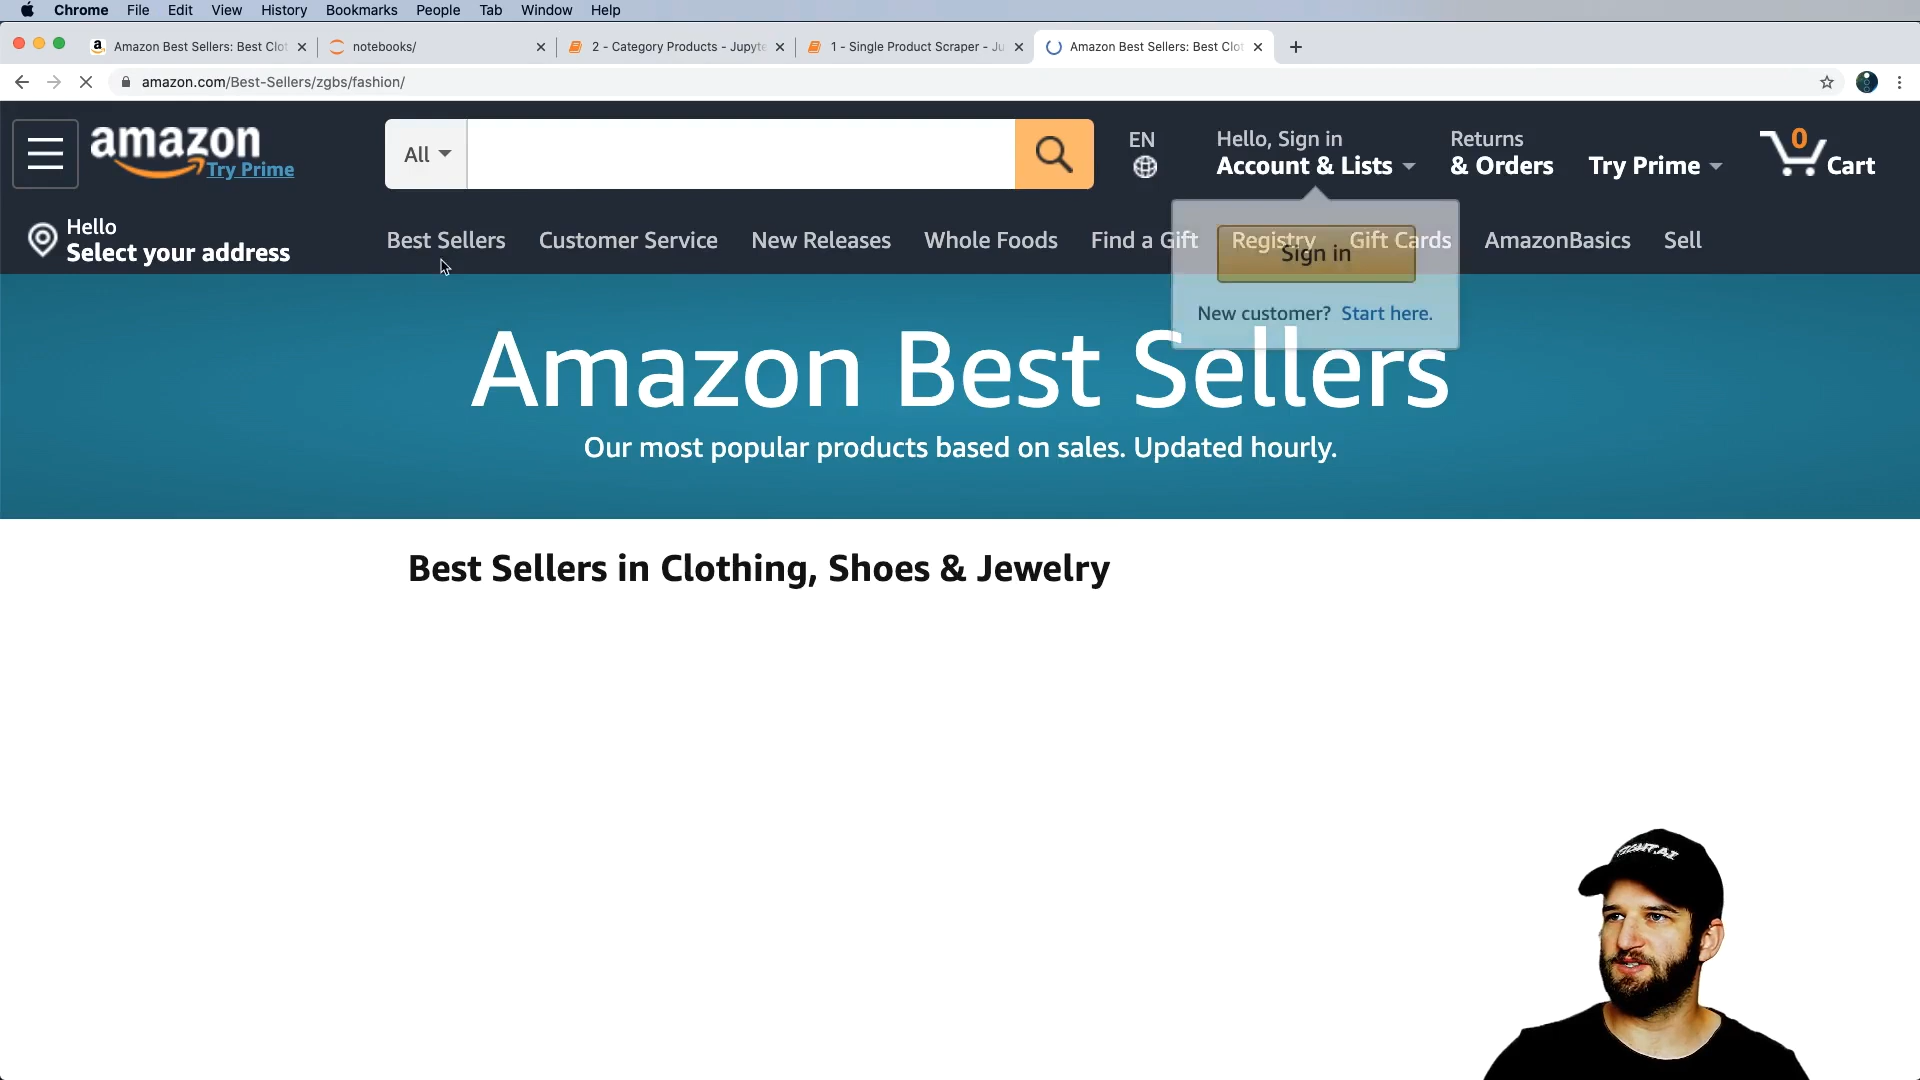 Chrome File Edit View History Bookmarks People Tab Window Help
Amazon Best Sellers: Best Clot
notebooks/
2 - Category Products - Jupyte
1 - Single Product Scraper - Ju
Amazon Best Sellers: Best Clot
amazon.com/Best-Sellers/zgbs/fashion/
amazon
Try Prime
All
EN
Hello, Sign in
Account & Lists
Returns
& Orders
Try Prime
0
Cart
Hello
Select your address
Best Sellers Customer Service New Releases Whole Foods Find a Gift Registry Gift Cards AmazonBasics Sell
Sign in
New customer? Start here.
Amazon Best Sellers
Our most popular products based on sales. Updated hourly.
Best Sellers in Clothing, Shoes & Jewelry